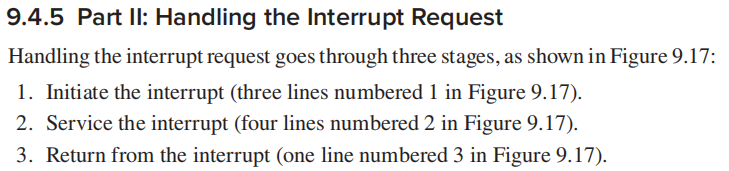 9.4.5 Part II: Handling the Interrupt Request
Handling the interrupt request goes through three stages, as shown in Figure 9.17:
1. Initiate the interrupt (three lines numbered 1 in Figure 9.17).
2. Service the interrupt (four lines numbered 2 in Figure 9.17).
3. Return from the interrupt (one line numbered 3 in Figure 9.17).